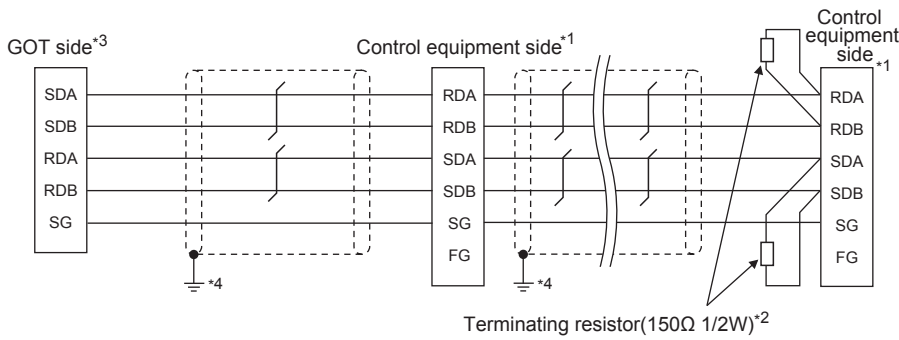 GOT side*3
Control equipment side*1
Control
equipment
side
*1
SDA
SDB
RDA
RDB
SG
RDA
RDB
SDA
SDB
SG
FG
RDA
RDB
SDA
SDB
SG
FG
*4
*4
Terminating resistor(150Ω 1/2W)*2